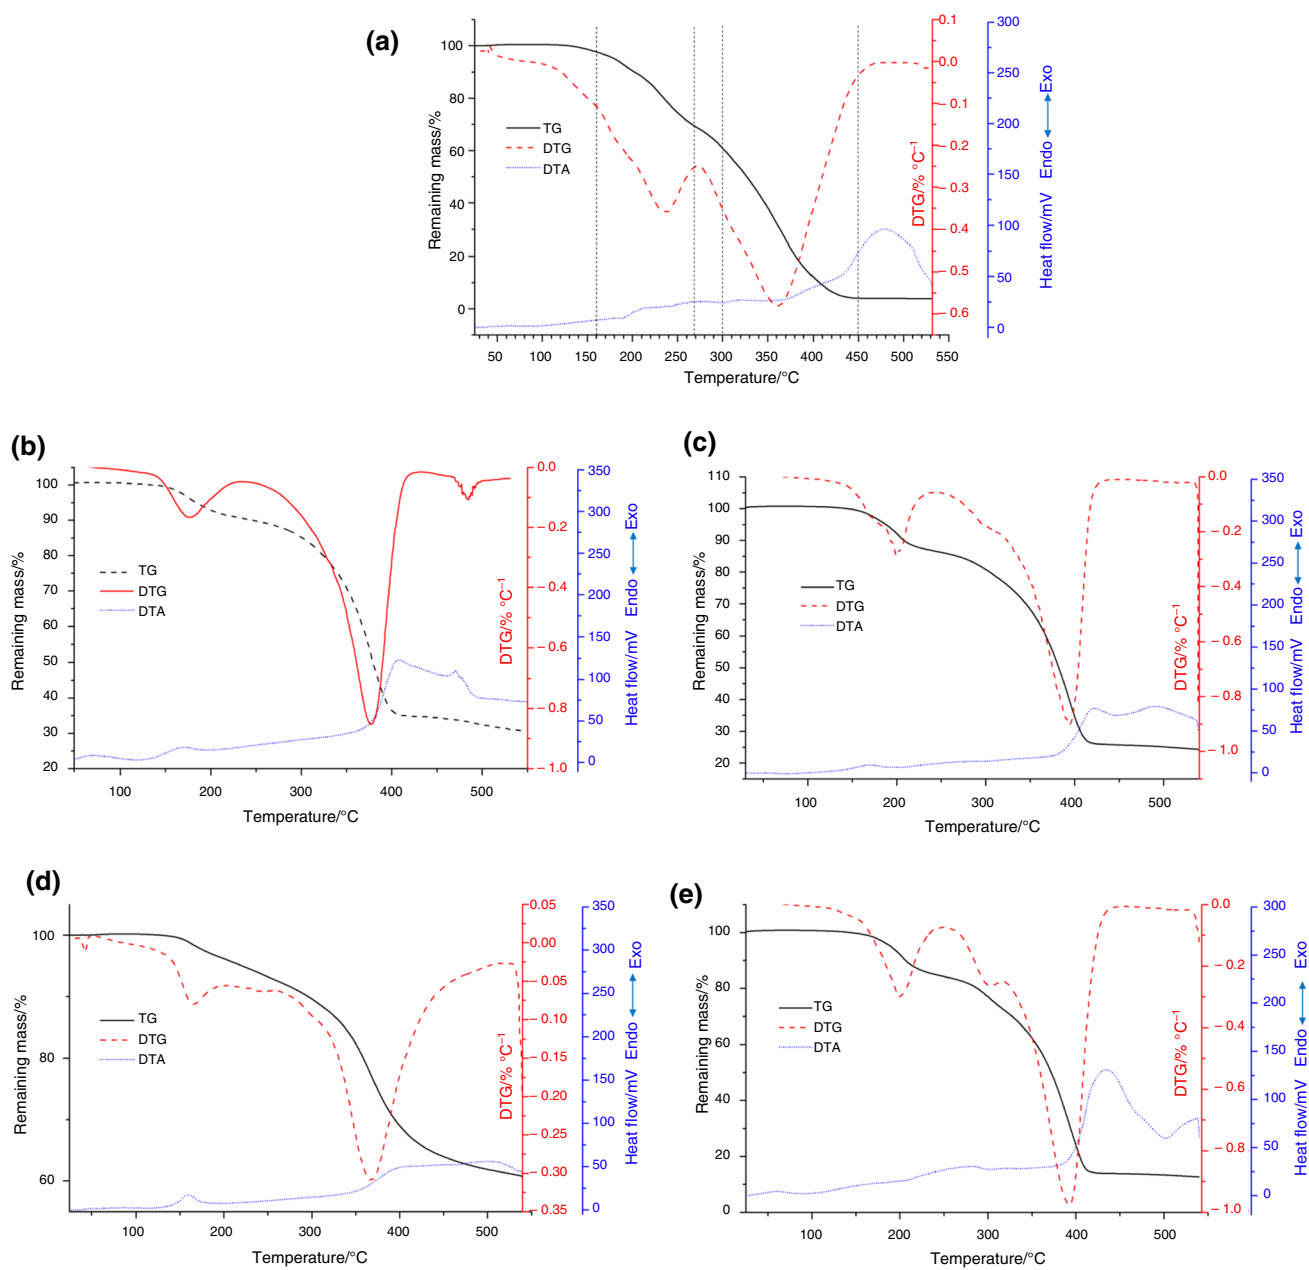 (a)
Remaining mass/%
100
80
60
40
20
0
TG
DTG
DTA
50 100 150 200 250 300 350 400 450 500 550
Temperature/°C
0.1
0.0
−0.1
−0.2
−0.3
−0.4
−0.5
−0.6
DTG/% °C−1
300
250
200
150
100
50
0
Heat flow/mV Endo Exo
(b)
Remaining mass/%
100
90
80
70
60
50
40
30
20
TG
DTG
DTA
100 200 300 400 500
Temperature/°C
0.0
−0.2
−0.4
−0.6
−0.8
−1.0
DTG/% °C−1
350
300
250
200
150
100
50
0
Heat flow/mV Endo Exo
(c)
Remaining mass/%
110
100
90
80
70
60
50
40
30
20
TG
DTG
DTA
100 200 300 400 500
Temperature/°C
0.0
−0.2
−0.4
−0.6
−0.8
−1.0
DTG/% °C−1
350
300
250
200
150
100
50
0
Heat flow/mV Endo Exo
(d)
Remaining mass/%
100
80
60
TG
DTG
DTA
100 200 300 400 500
Temperature/°C
0.05
0.00
0.05
−0.10
−0.15
−0.20
−0.25
−0.30
0.35
DTG/% °C−1
350
300
250
200
150
100
50
0
Heat flow/mV Endo Exo
(e)
Remaining mass/%
100
80
60
40
20
0
TG
DTG
DTA
100 200 300 400 500
Temperature/°C
0.0
−0.2
−0.4
−0.6
−0.8
−1.0
DTG/% °C−1
300
250
200
150
100
50
0
Heat flow/mV Endo Exo